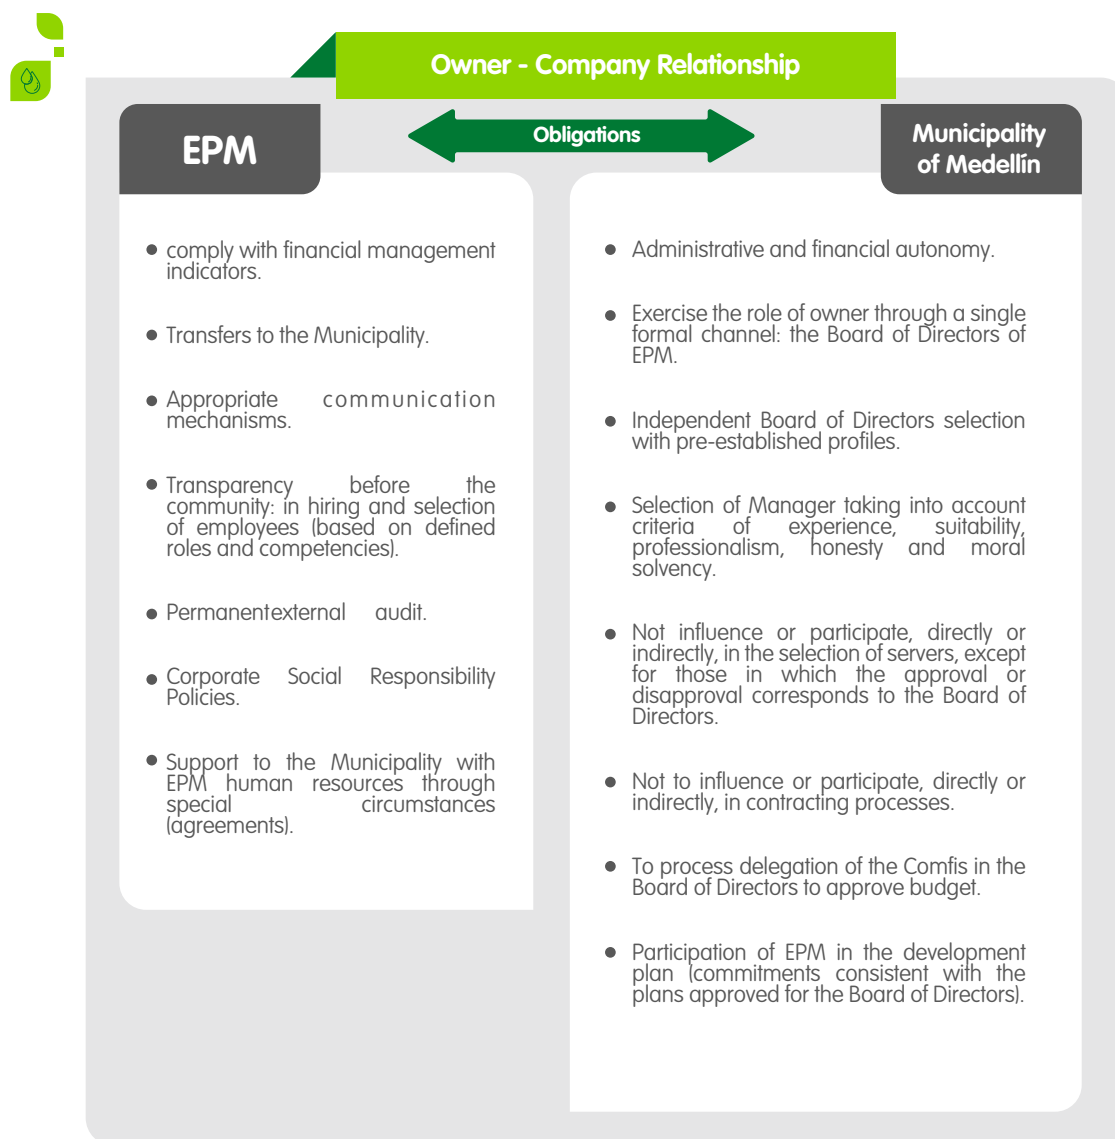 Owner - Company Relationship
EPM
Obligations
Municipality
of Medellín
comply with financial management
indicators.
Transfers to the Municipality.
Appropriate communication
mechanisms.
Transparency before the
community: in hiring and selection
of employees (based on defined
roles and competencies).
Permanentexternal audit.
Corporate Social Responsibility
Policies.
Support to the Municipality with
EPM human resources through
special circumstances
(agreements).
Administrative and financial autonomy.
Exercise the role of owner through a single
formal channel: the Board of Directors of
EPM.
Independent Board of Directors selection
with pre-established profiles.
Selection of Manager taking into account
criteria of experience, suitability,
professionalism, honesty and moral
solvency.
Not influence or participate, directly or
indirectly, in the selection of servers, except
for those in which the approval or
disapproval corresponds to the Board of
Directors.
Not to influence or participate, directly or
indirectly, in contracting processes.
To process delegation of the Comfis in the
Board of Directors to approve budget.
Participation of EPM in the development
plan (commitments consistent with the
plans approved for the Board of Directors).